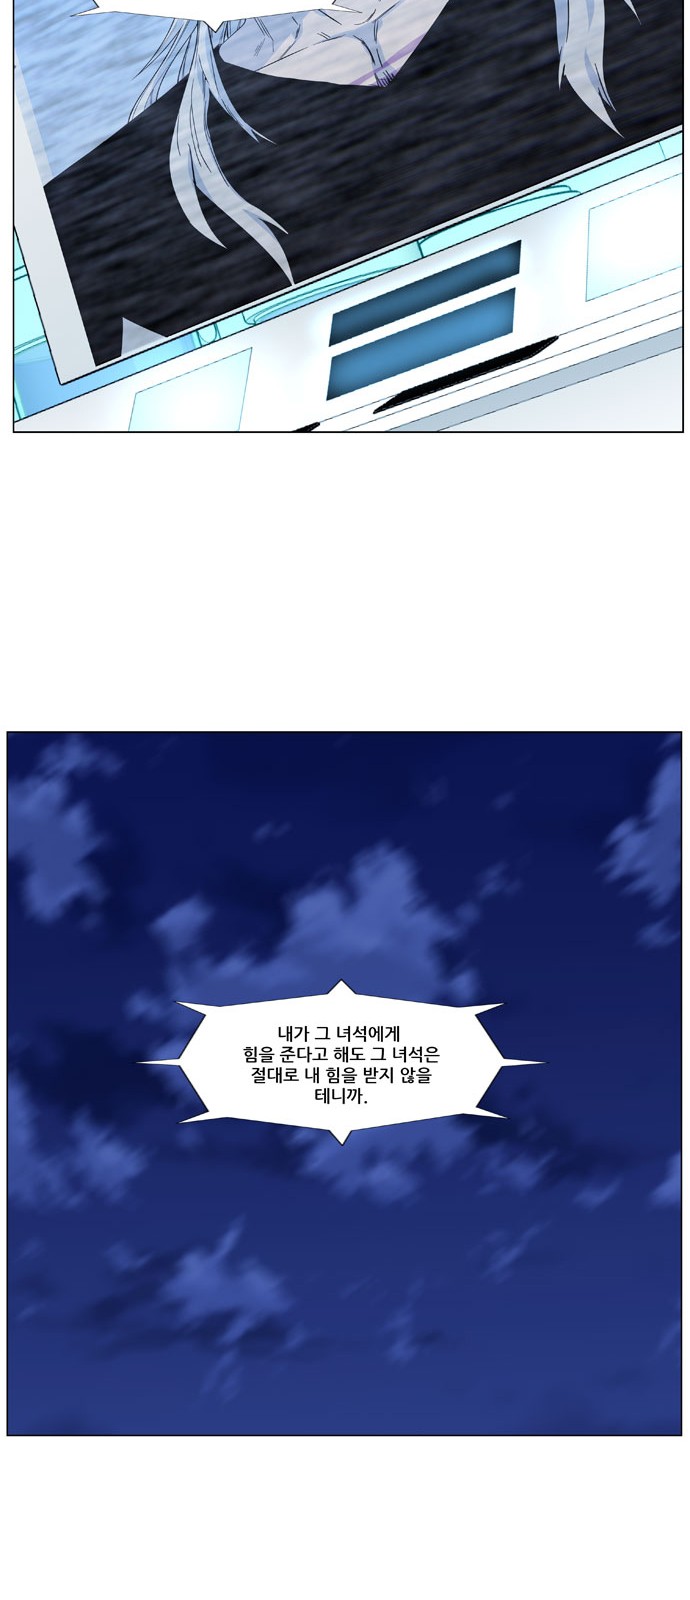 내가 그 녀석에게
힘을 준다고 해도 그 녀석은
절대로 내 힘을 받지 않을
테니까.